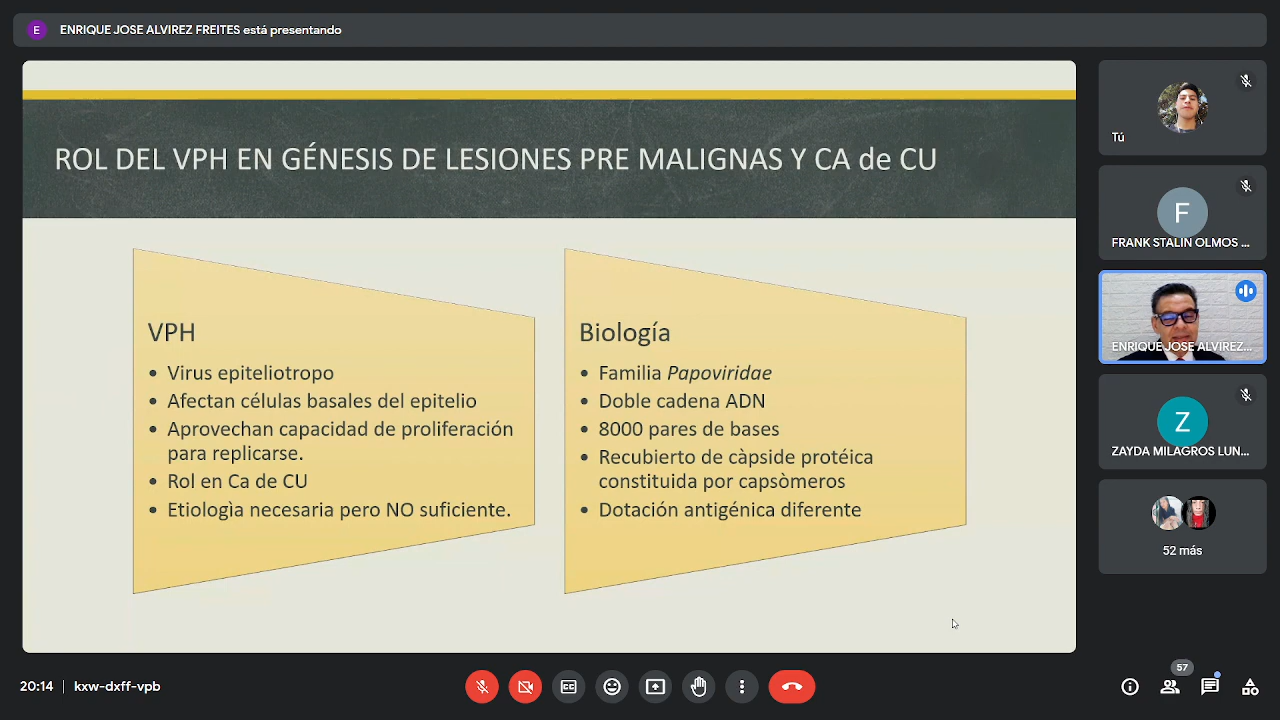 E
ENRIQUE JOSE ALVIREZ FREITES está presentando
ROL DEL VPH EN GÉNESIS DE LESIONES PRE MALIGNAS Y CA de CU
VPH
• Virus epiteliotropo
• Afectan células basales del epitelio
• Aprovechan capacidad de proliferación
para replicarse.
• Rol en Ca de CU
• Etiologìa necesaria pero NO suficiente.
Biología
• Familia Papoviridae
• Doble cadena ADN
• 8000 pares de bases
• Recubierto de càpside protéica
constituida por capsòmeros
• Dotación antigénica diferente
Tú
F
FRANK STALIN OLMOS ...
ENRIQUE JOSE ALVIREZ...
Z
ZAYDA MILAGROS LUN...
52 más
20:14 | kxw-dxff-vpb
57